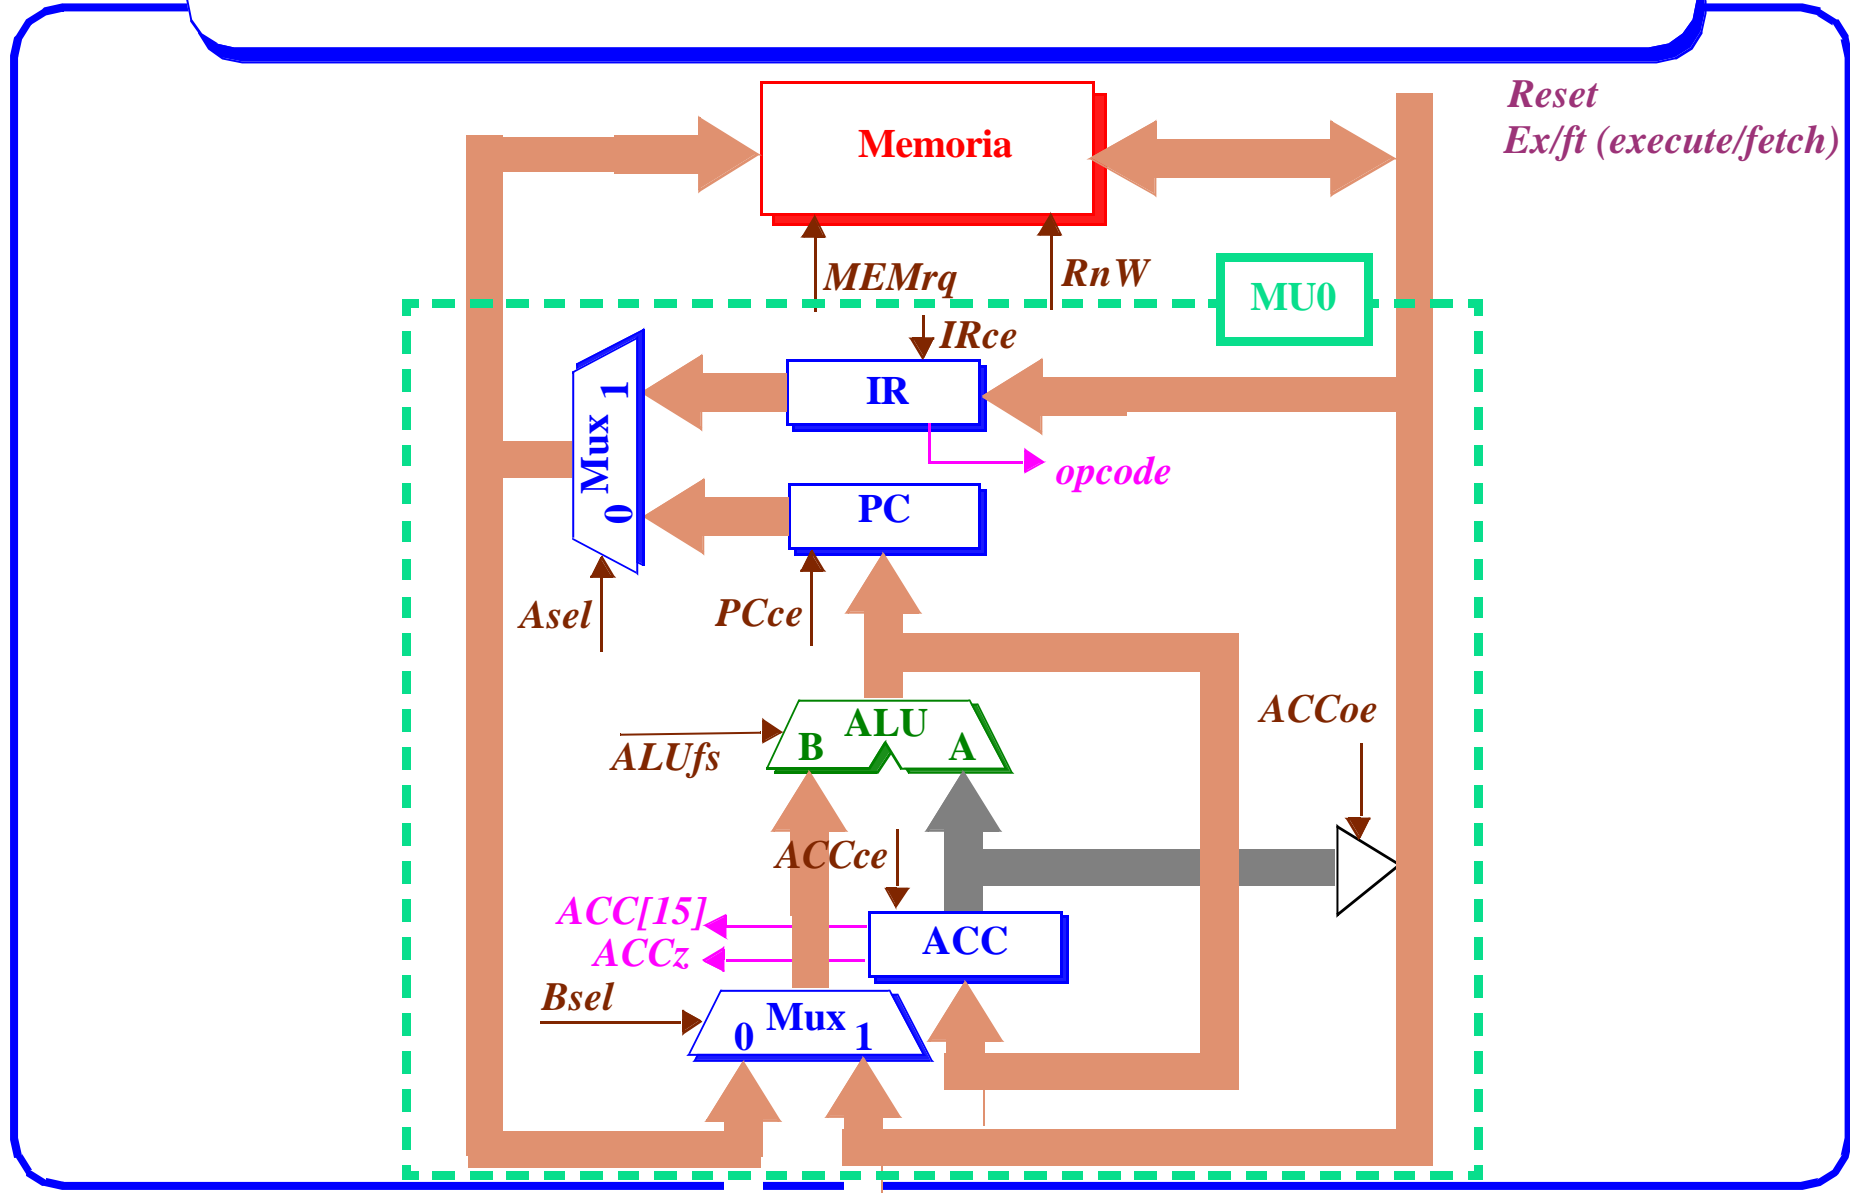 Reset
Ex/ft (execute/fetch)
Memoria
MEMrq
RnW
MU0
IRce
IR
1
Mux
0
opcode
PC
Asel
PCce
ACCoe
ALU
B
A
ALUfs
ACCce
ACC[15]
ACCz
ACC
Bsel
Mux
0
1